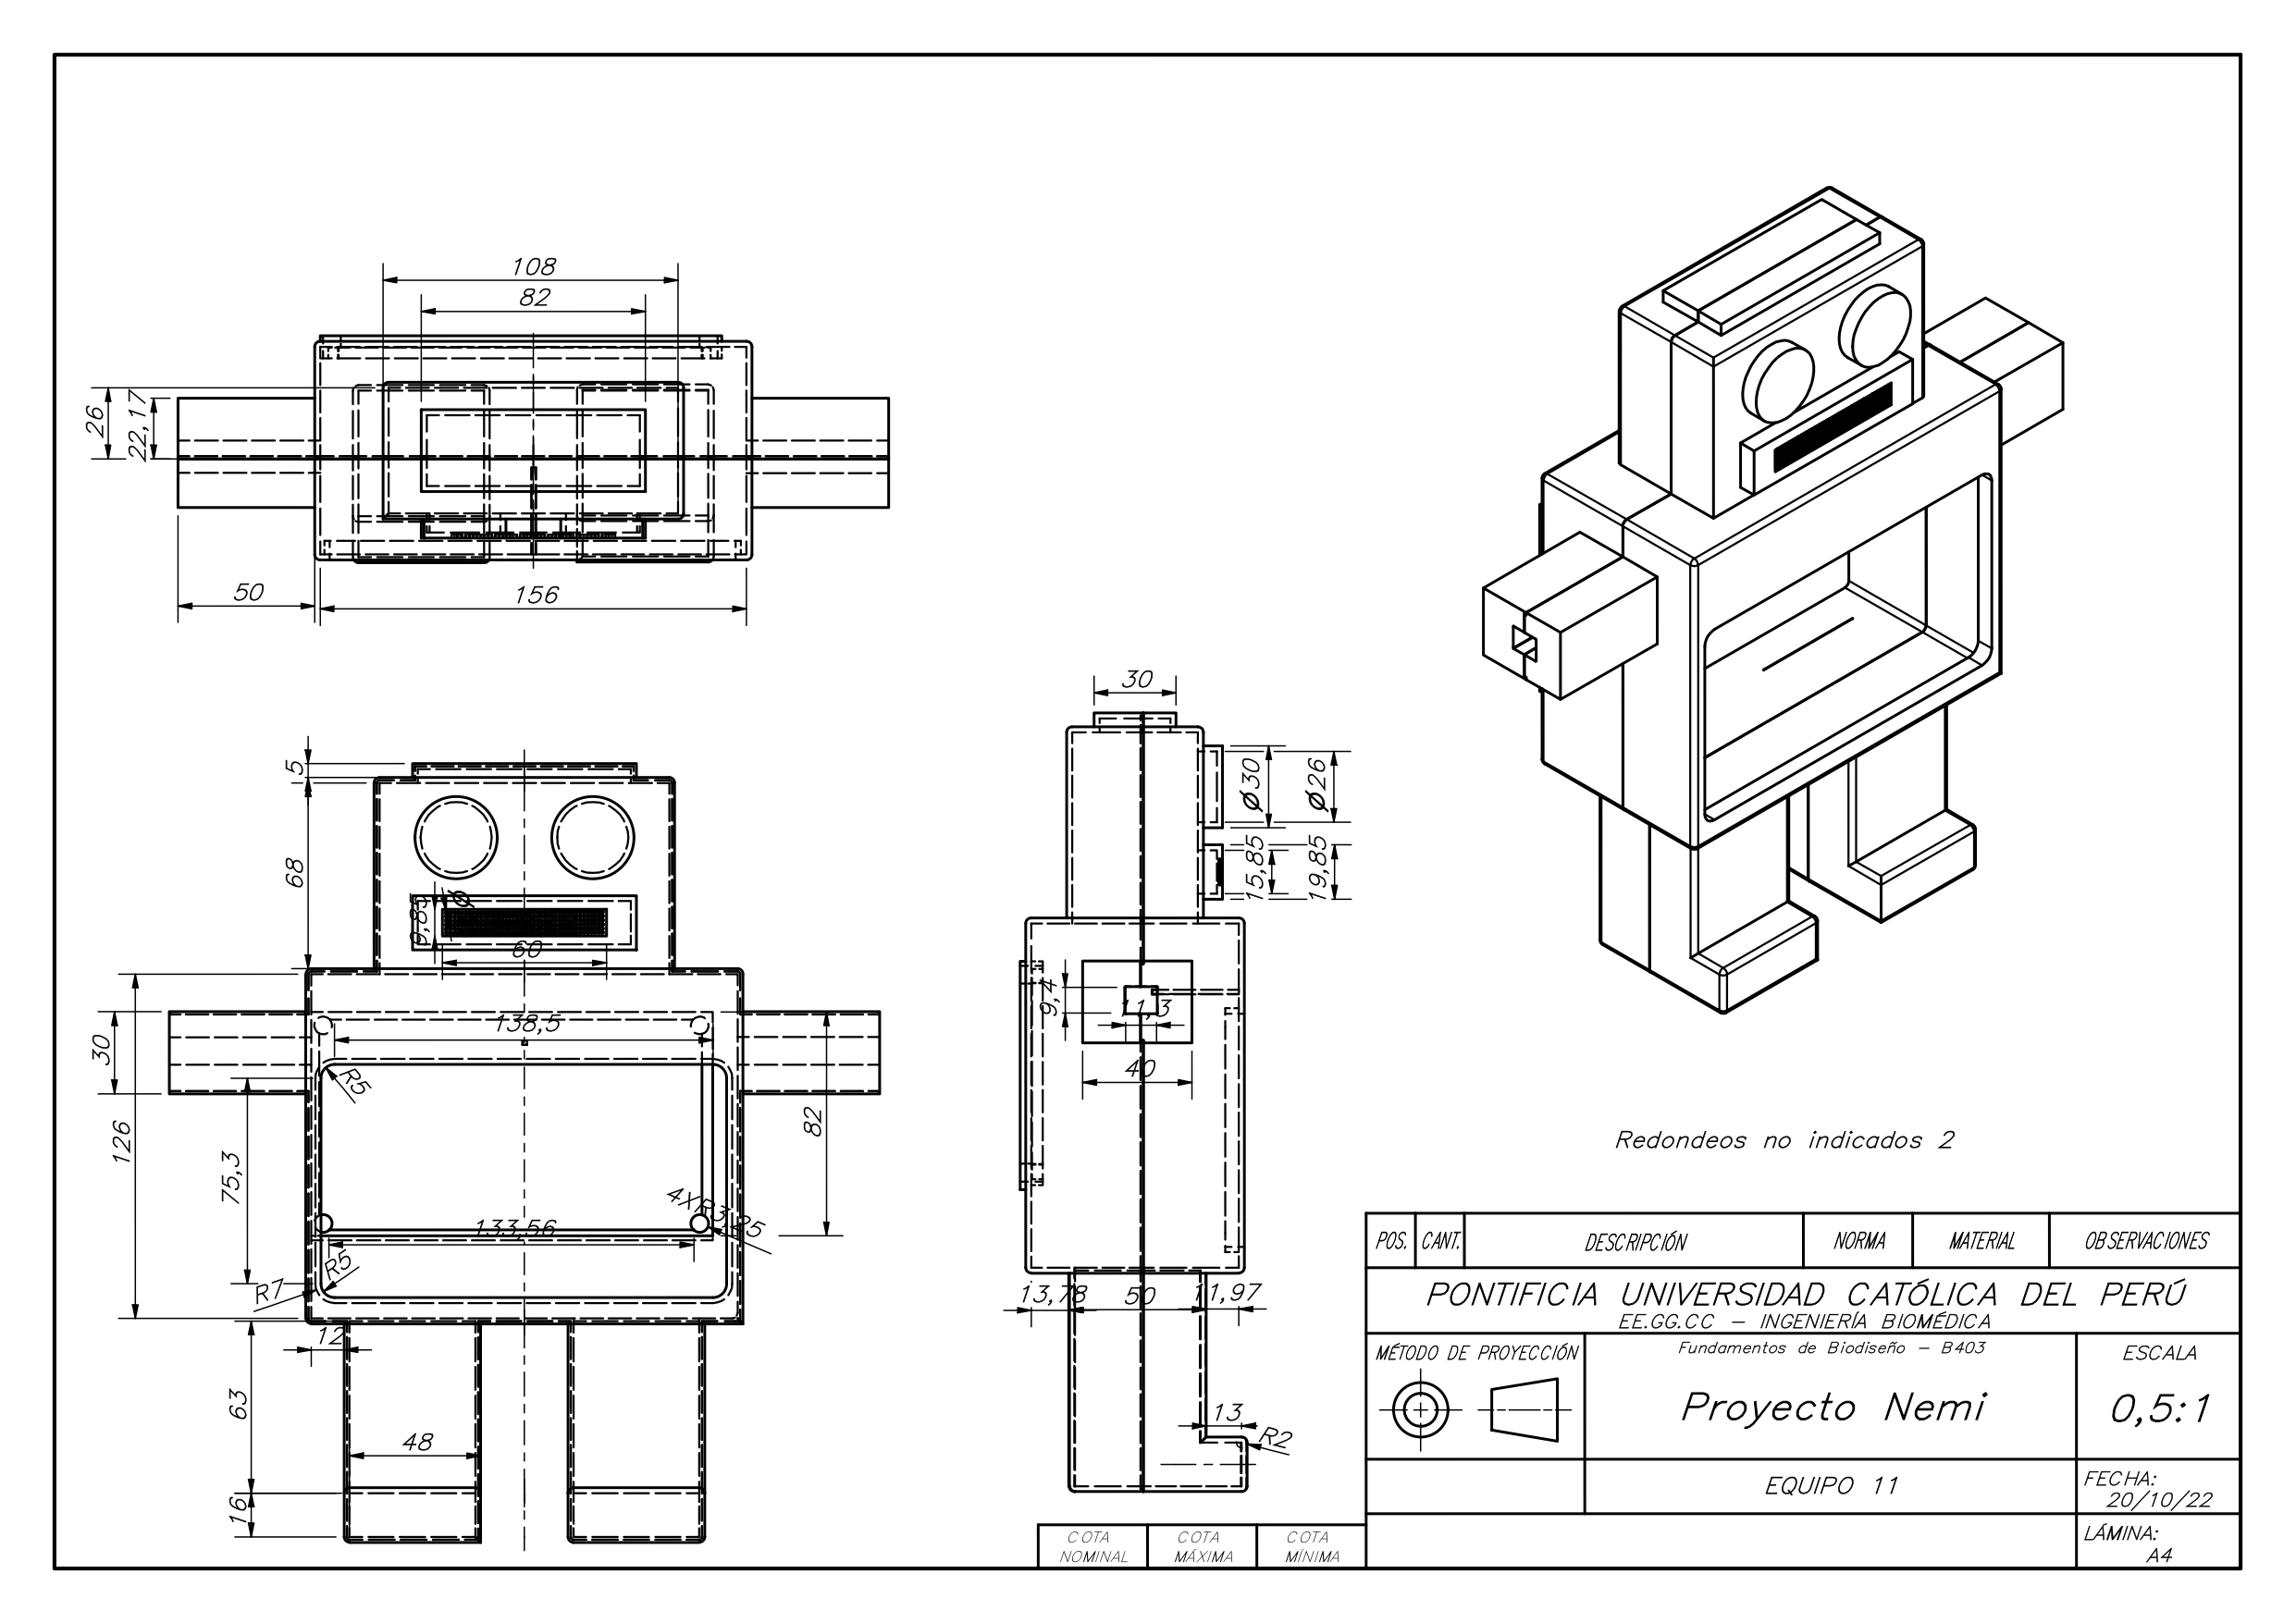 108
82
26
22,17
50
156
30
5
Ø30
Ø26
68
15,85
19,85
9,85
Ø
60
9,4
11,3
138,5
30
R5
40
126
82
75,3
Redondeos no indicados 2
4XR3,25
133,56
R5
R7
13,78
50
11,97
12
63
13
R2
48
16
POS. CANT. DESCRIPCIÓN NORMA MATERIAL OBSERVACIONES
PONTIFICIA UNIVERSIDAD CATÓLICA DEL PERÚ
EE.GG.CC - INGENIERÍA BIOMÉDICA
MÉTODO DE PROYECCIÓN
Fundamentos de Biodiseño - B403
ESCALA
Proyecto Nemi
0,5:1
EQUIPO 11
FECHA:
20/10/22
LÁMINA:
A4
COTA NOMINAL
COTA MÁXIMA
COTA MÍNIMA